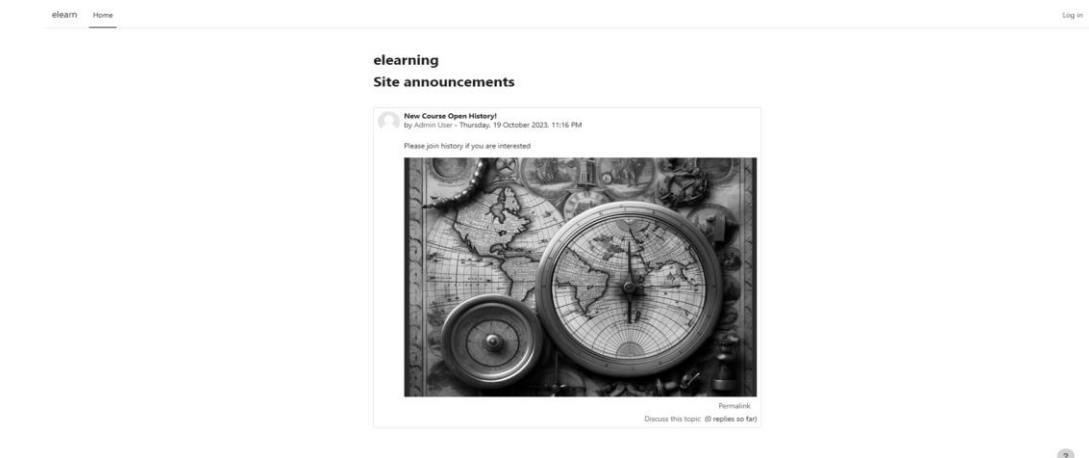 elearn Home Log in
elearning
Site announcements
New Course Open History!
by Admin User - Thursday, 19 October 2023, 11:16 PM
Please join history if you are interested
Permalink
Discuss this topic (0 replies so far)
?